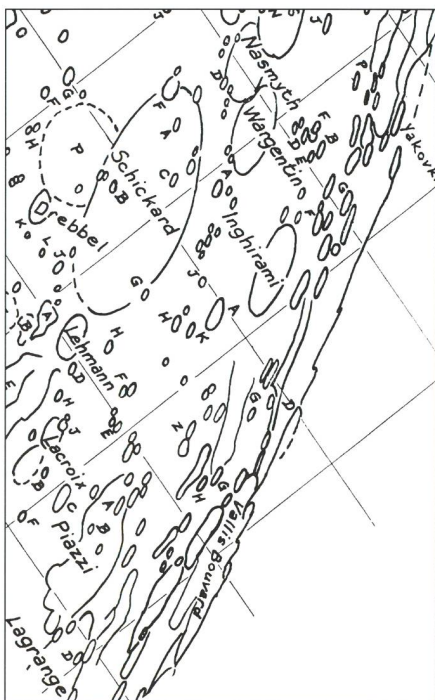 N
J
Nasmyth
D
P
F
G
F
A
H
P
Schickard
Wargentin
F
D
B
E
Yakovk
C
B
A
G
Drebbel
K
Inghirami
F
L
J
G
J
B
A
H
K
A
Lehmann
H
D
E
F
G
D
H
J
E
Z
Lacroix
B
H
G
C
A
B
F
Piazzi
Vallis Bouvard
Lagrange
D
B